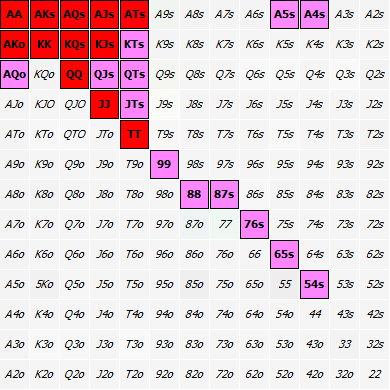 AA AKs AQs AJs ATs A9s A8s A7s A6s A5s A4s A3s A2s
AKo KK KQs KJs KTs K9s K8s K7s K6s K5s K4s K3s K2s
AQo KQo QQ QJs QTs Q9s Q8s Q7s Q6s Q5s Q4s Q3s Q2s
AJo KJO QJO JJ JTs J9s J8s J7s J6s J5s J4s J3s J2s
ATo KTo QTO JTo TT T9s T8s T7s T6s T5s T4s T3s T2s
A9o K9o Q9o J9o T9o 99 98s 97s 96s 95s 94s 93s 92s
A8o K8o Q8o J8o T8o 98o 88 87s 86s 85s 84s 83s 82s
A7o K7o Q7o J7o T7o 97o 87o 77 76s 75s 74s 73s 72s
A6o K6o Q6o J6o T6o 96o 86o 76o 66 65s 64s 63s 62s
A5o 5Ko Q5o J5o T5o 95o 85o 75o 65o 55 54s 53s 52s
A4o K4o Q4o J4o T4o 94o 84o 74o 64o 54o 44 43s 42s
A3o K3o Q3o J3o T3o 93o 83o 73o 63o 53o 43o 33 32s
A2o K2o Q2o J2o T2o 92o 82o 72o 62o 52o 42o 32o 22